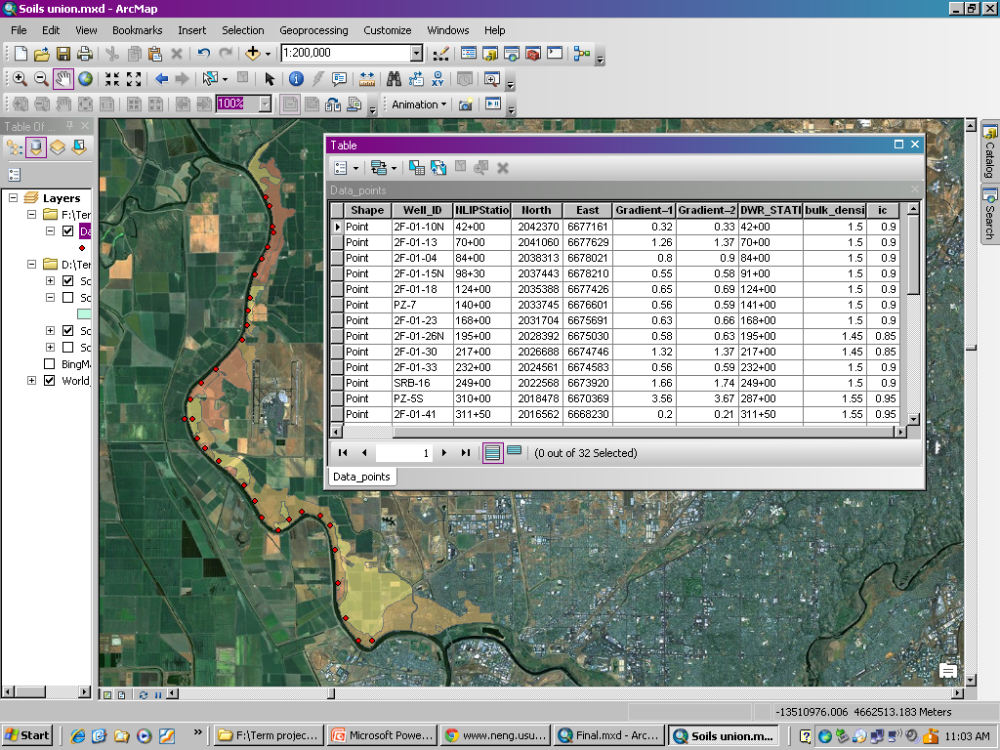 Soils union.mxd - ArcMap
File Edit View Bookmarks Insert Selection Geoprocessing Customize Windows Help
1:200,000
100% Animation
Table Of ...
Layers
F:\Ter
Da
D:\Ter
So
So
So
So
BingM
World_
Catalog
Search
Table
Data_points
Shape Well_ID NLIPStatio North East Gradient--1 Gradient--2 DWR_STATI bulk_densi ic
Point 2F-01-10N 42+00 2042370 6677161 0.32 0.33 42+00 1.5 0.9
Point 2F-01-13 70+00 2041060 6677629 1.26 1.37 70+00 1.5 0.9
Point 2F-01-04 84+00 2038313 6678021 0.8 0.9 84+00 1.5 0.9
Point 2F-01-15N 98+30 2037443 6678210 0.55 0.58 91+00 1.5 0.9
Point 2F-01-18 124+00 2035388 6677426 0.65 0.69 124+00 1.5 0.9
Point PZ-7 140+00 2033745 6676601 0.56 0.59 141+00 1.5 0.9
Point 2F-01-23 168+00 2031704 6675691 0.63 0.66 168+00 1.5 0.9
Point 2F-01-26N 195+00 2028392 6675030 0.58 0.63 195+00 1.45 0.85
Point 2F-01-30 217+00 2026688 6674746 1.32 1.37 217+00 1.45 0.85
Point 2F-01-33 232+00 2024561 6674583 0.56 0.59 232+00 1.5 0.9
Point SRB-16 249+00 2022568 6673920 1.66 1.74 249+00 1.5 0.9
Point PZ-5S 310+00 2018478 6670369 3.56 3.67 287+00 1.55 0.95
Point 2F-01-41 311+50 2016562 6668230 0.2 0.21 311+00 1.55 0.95
1 (0 out of 32 Selected)
Data_points
-13510976.006 4662513.183 Meters
Start F:\Term projec... Microsoft Powe... www.neng.usu... Final.mxd - Arc... Soils union.m... 11:03 AM